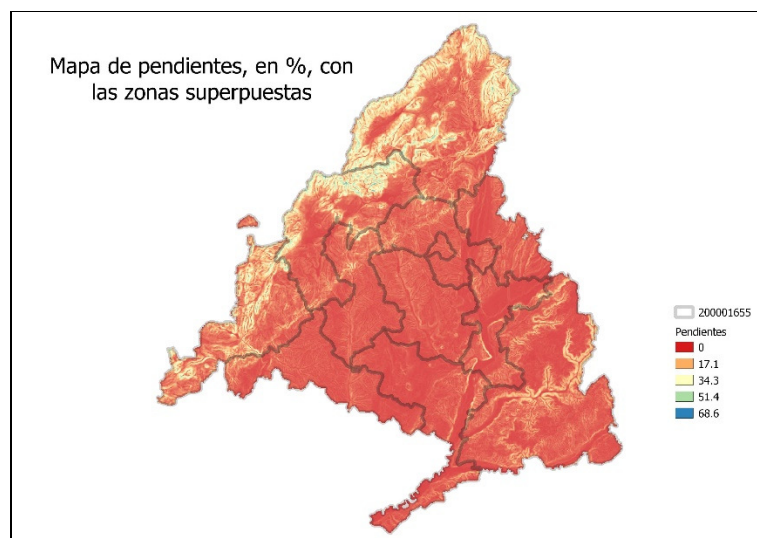 Mapa de pendientes, en %, con
las zonas superpuestas
200001655
Pendientes
0
17.1
34.3
51.4
68.6